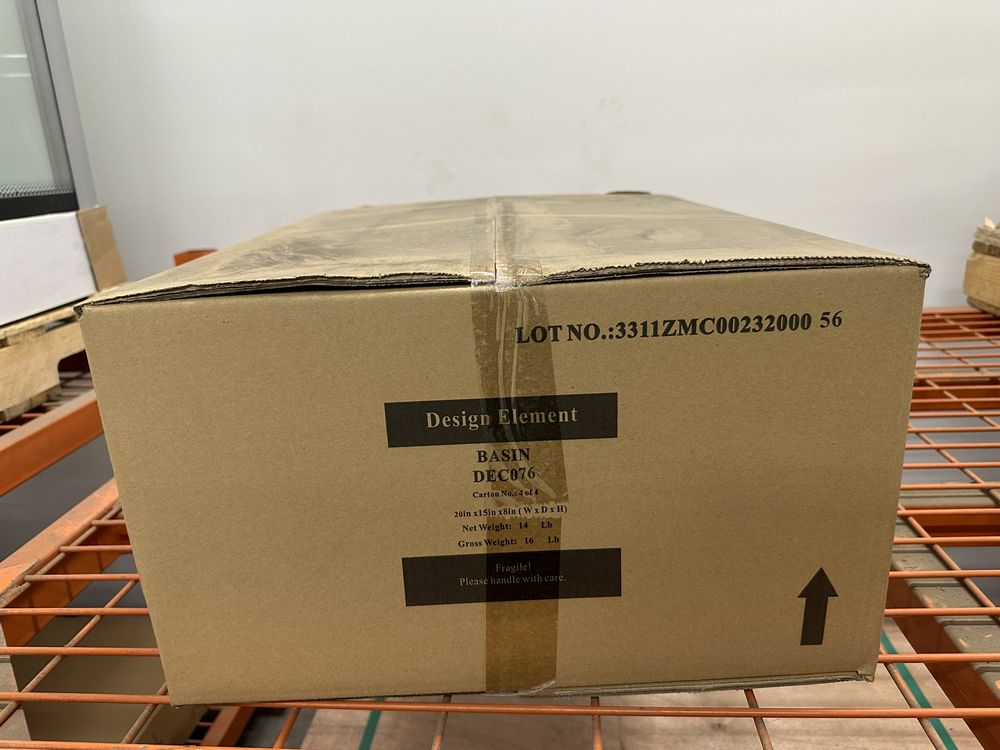 LOT NO.:3311ZMC00232000 56
Design Element
BASIN
DEC076
Carton No.: 4 of 4
20in x15in x8in ( W x D x H)
Net Weight: 14 Lb
Gross Weight: 16 Lb
Fragile!
Please handle with care.